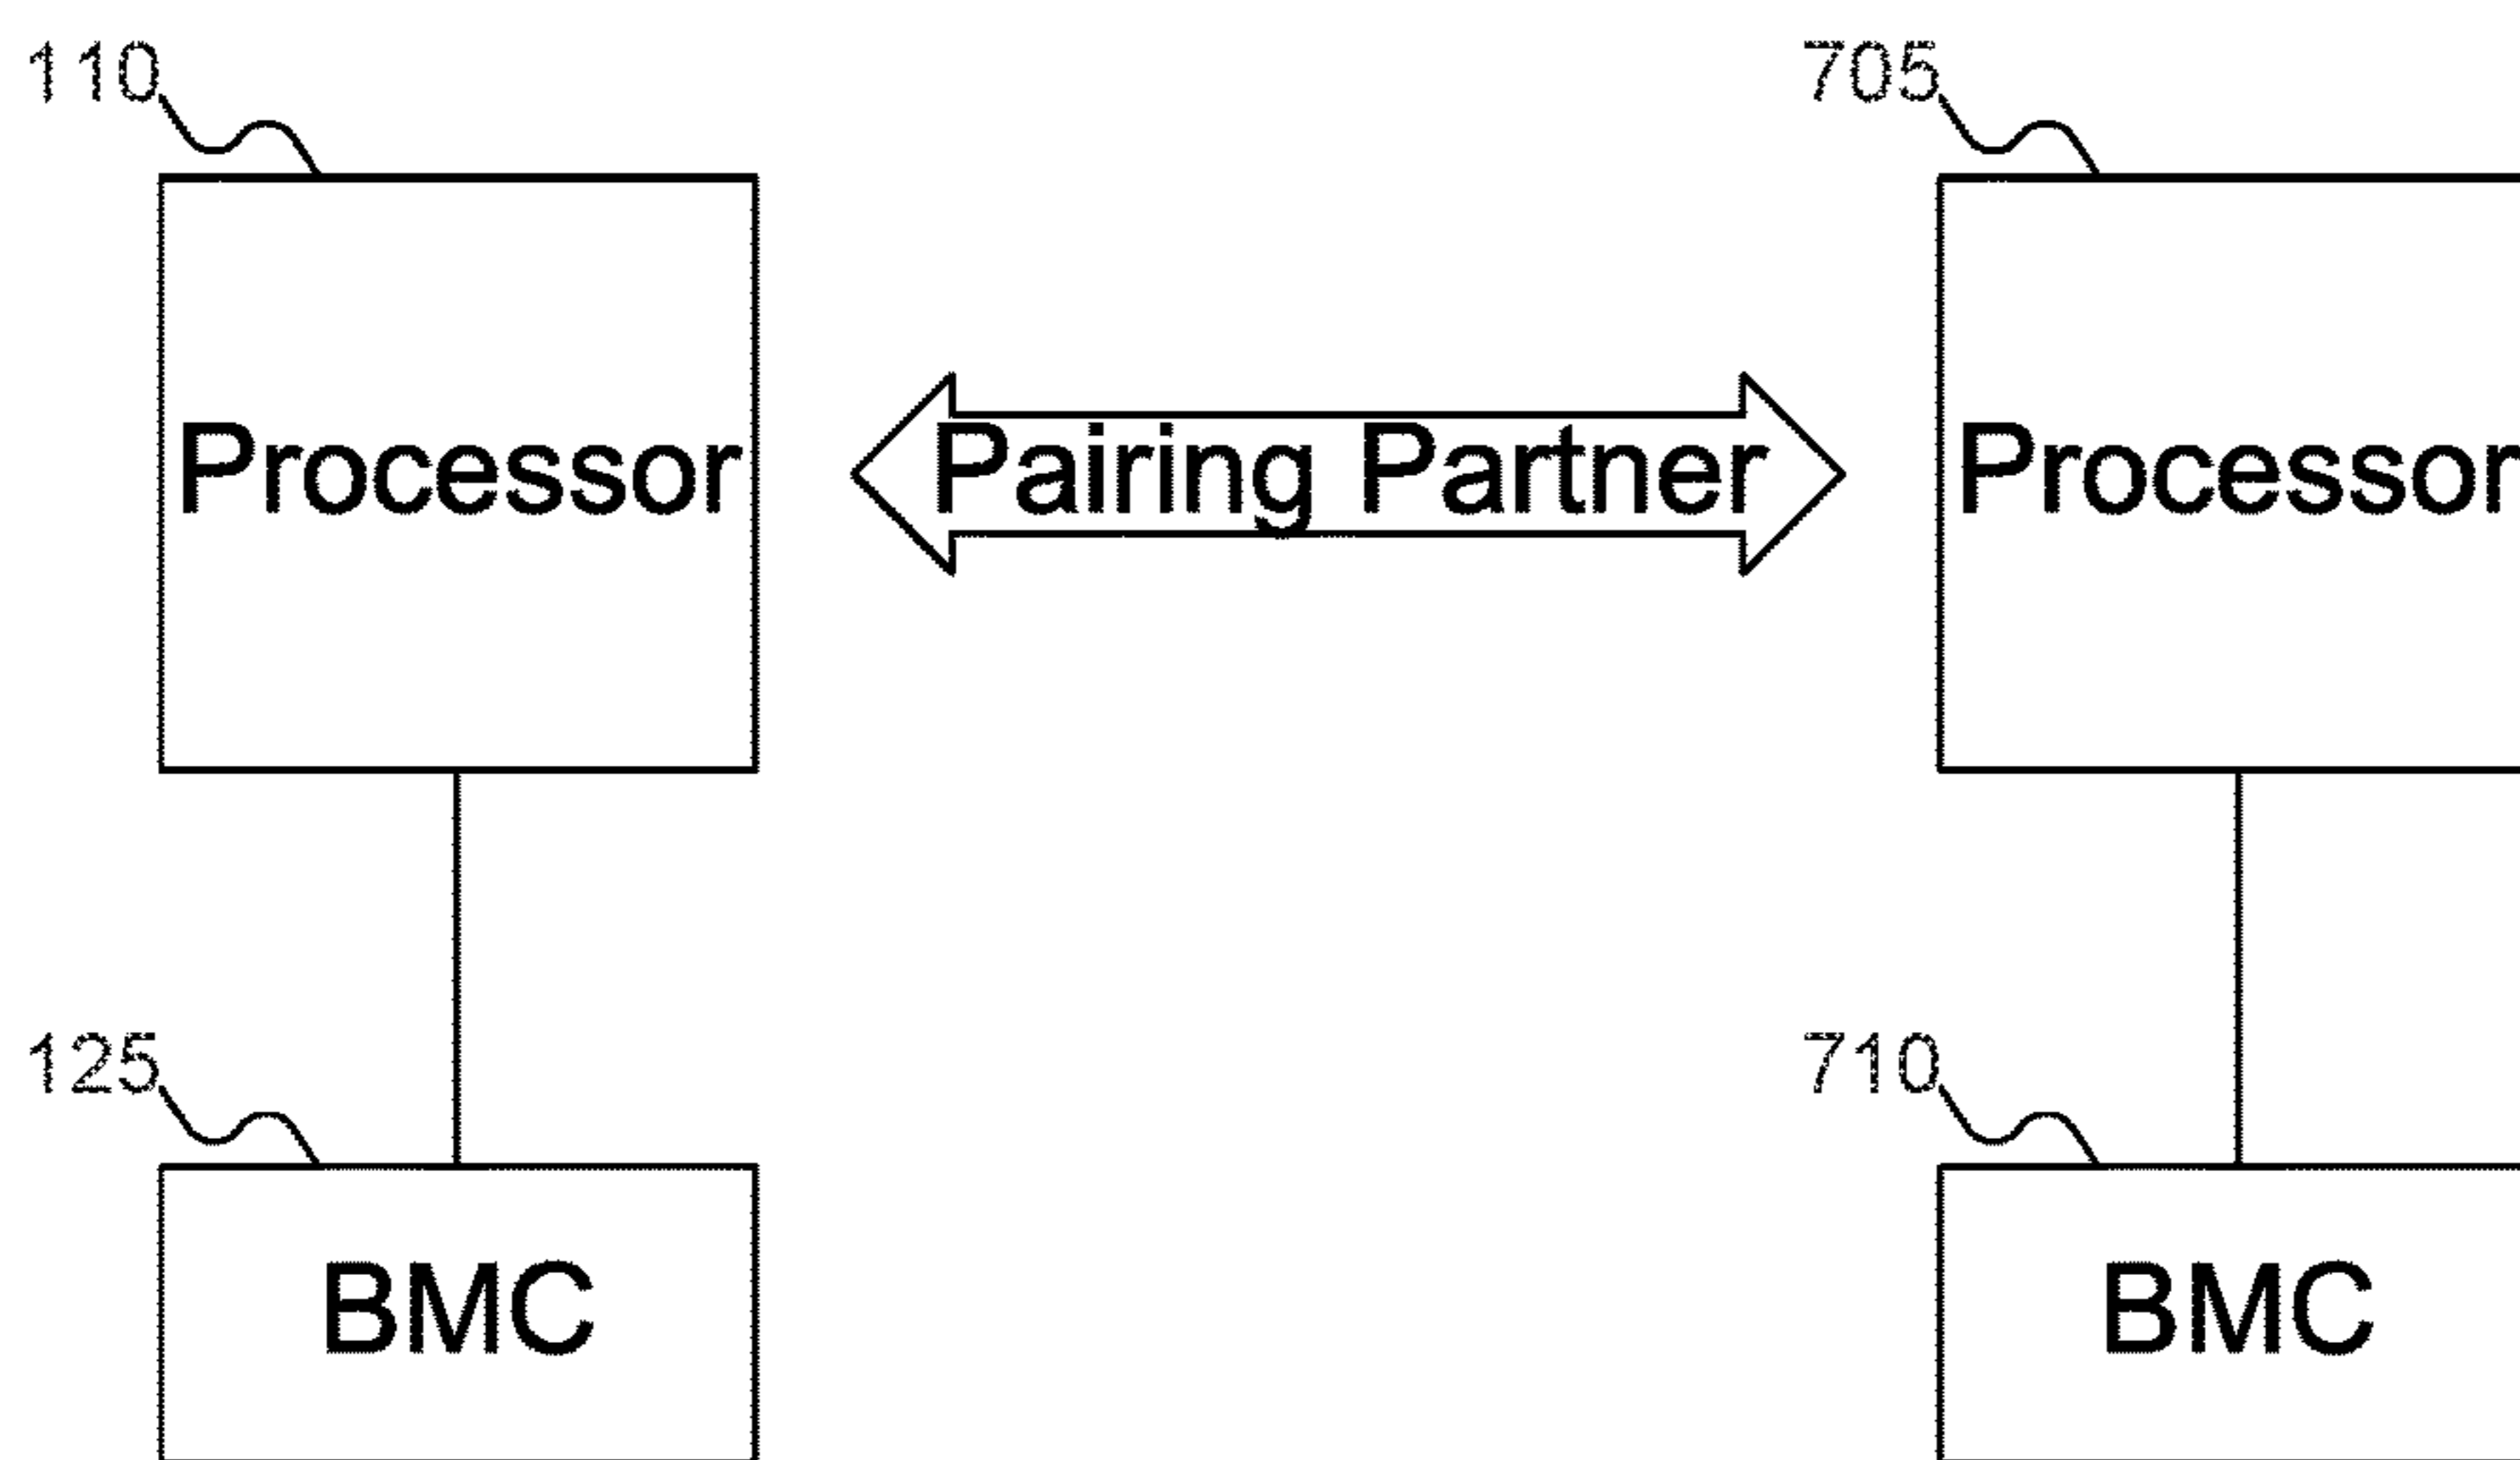 110
705
Processor
Pairing Partner
Processor
125
710
BMC
BMC